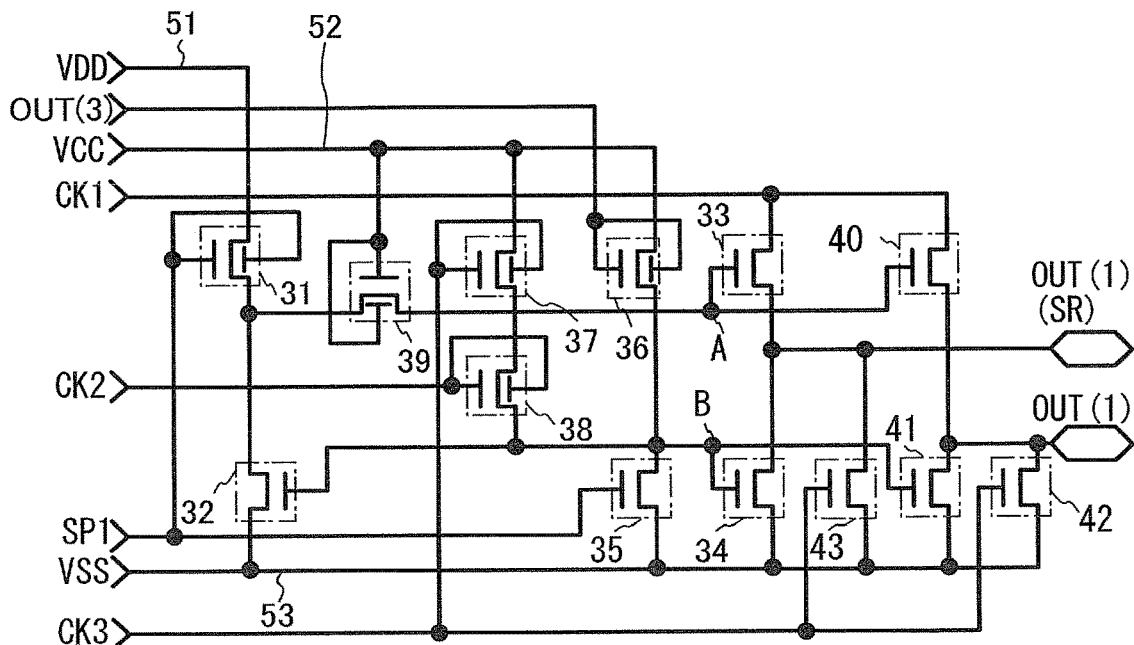 51
52
VDD
OUT(3)
VCC
CK1
33
40
OUT(1)
(SR)
31
39
37
36
A
CK2
38
B
OUT(1)
41
32
SP1
35
34
43
42
VSS
53
CK3